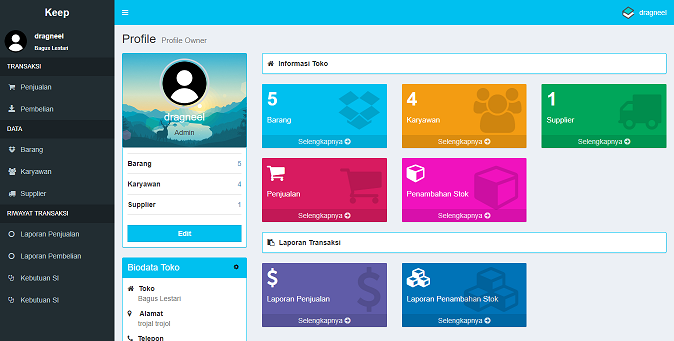 Keep
dragneel
dragneel
Bagus Lestari
TRANSAKSI
Penjualan
Pembelian
DATA
Barang
Karyawan
Supplier
RIWAYAT TRANSAKSI
Laporan Penjualan
Laporan Pembelian
Kebutuan SI
Kebutuan SI
Profile Profile Owner
dragneel
Admin
Barang 5
Karyawan 4
Supplier 1
Edit
Biodata Toko
Toko
Bagus Lestari
Alamat
trojal trojol
Telepon
Informasi Toko
5
Barang
Selengkapnya
4
Karyawan
Selengkapnya
1
Supplier
Selengkapnya
Penjualan
Selengkapnya
Penambahan Stok
Selengkapnya
Laporan Transaksi
Laporan Penjualan
Selengkapnya
Laporan Penambahan Stok
Selengkapnya